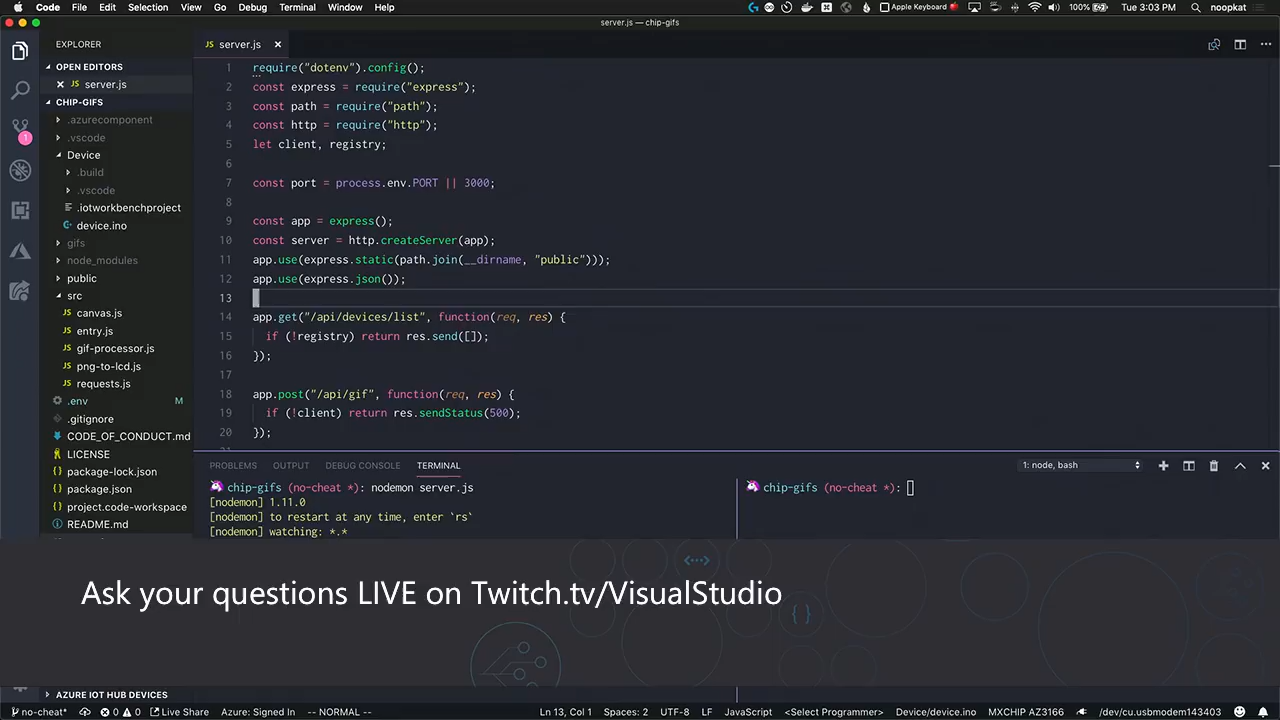 Code File Edit Selection View Go Debug Terminal Window Help
Apple Keyboard 100% Tue 3:03 PM noopkat
server.js — chip-gifs
EXPLORER
OPEN EDITORS
JS server.js
CHIP-GIFS
.azurecomponent
.vscode
Device
.build
.vscode
.iotworkbenchproject
device.ino
gifs
node_modules
public
src
JS canvas.js
JS entry.js
JS gif-processor.js
JS png-to-lcd.js
JS requests.js
.env M
.gitignore
CODE_OF_CONDUCT.md
LICENSE
package-lock.json
package.json
project.code-workspace
README.md
1
JS server.js
1 require("dotenv").config();
2 const express = require("express");
3 const path = require("path");
4 const http = require("http");
5 let client, registry;
6
7 const port = process.env.PORT || 3000;
8
9 const app = express();
10 const server = http.createServer(app);
11 app.use(express.static(path.join(__dirname, "public")));
12 app.use(express.json());
13
14 app.get("/api/devices/list", function(req, res) {
15 if (!registry) return res.send([]);
16 });
17
18 app.post("/api/gif", function(req, res) {
19 if (!client) return res.sendStatus(500);
20 });
PROBLEMS OUTPUT DEBUG CONSOLE TERMINAL 1: node, bash
chip-gifs (no-cheat *): nodemon server.js
[nodemon] 1.11.0
[nodemon] to restart at any time, enter `rs`
[nodemon] watching: *.*
chip-gifs (no-cheat *):
Ask your questions LIVE on Twitch.tv/VisualStudio
AZURE IOT HUB DEVICES
no-cheat* 0 0 Live Share Azure: Signed In -- NORMAL -- Ln 13, Col 1 Spaces: 2 UTF-8 LF JavaScript <Select Programmer> Device/device.ino MXCHIP AZ3166 /dev/cu.usbmodem143403